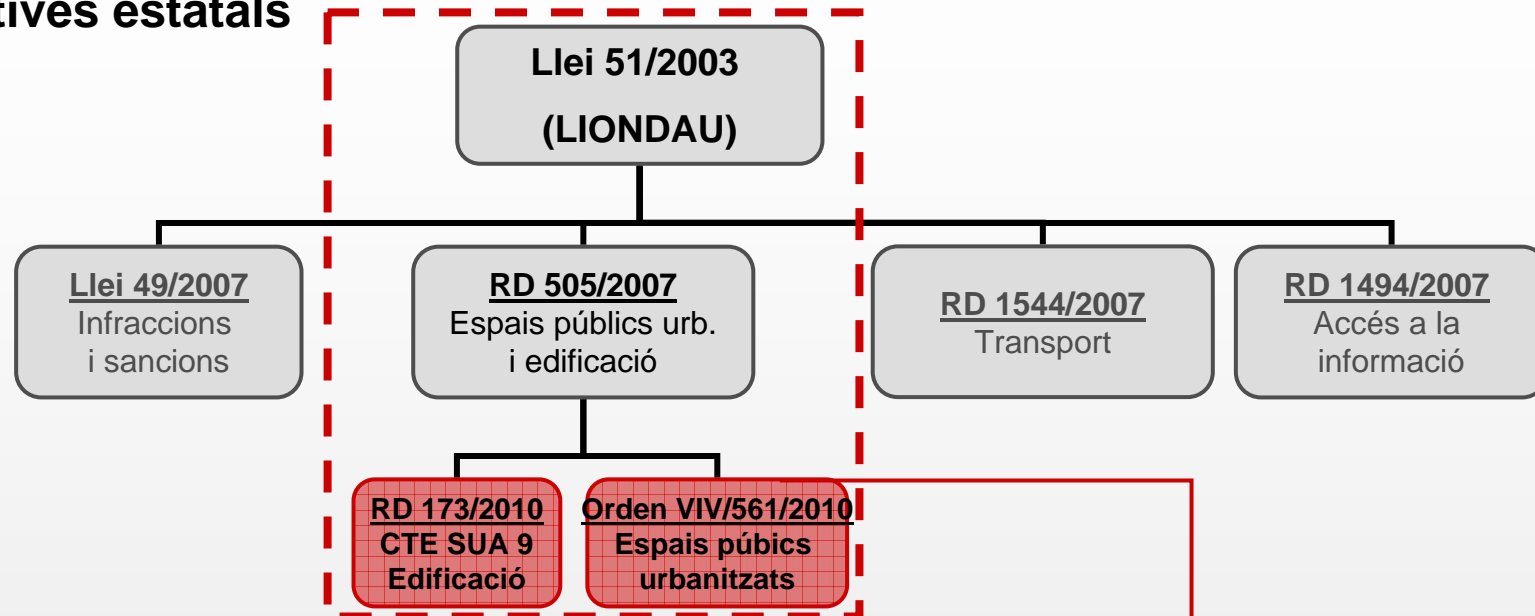 tives estatals
Llei 51/2003
(LIONDAU)
Llei 49/2007
Infraccions
i sancions
RD 505/2007
Espais públics urb.
i edificació
RD 1544/2007
Transport
RD 1494/2007
Accés a la
informació
RD 173/2010
CTE SUA 9
Edificació
Orden VIV/561/2010
Espais púbics
urbanitzats